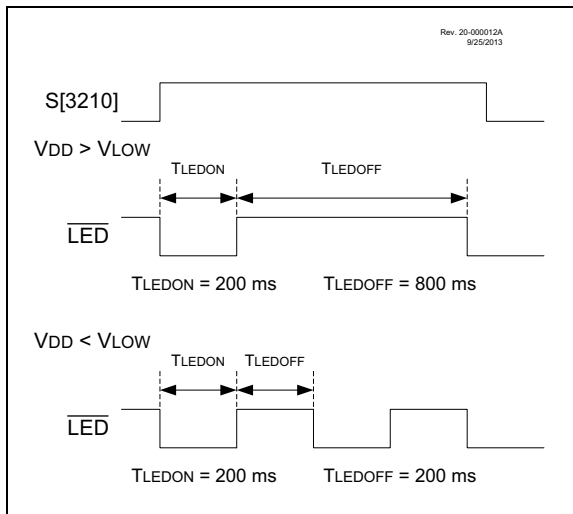 Rev. 20-000012A
9/25/2013
S[3210]
VDD > VLOW
TLEDON TLEDOFF
LED
TLEDON = 200 ms TLEDOFF = 800 ms
VDD < VLOW
TLEDON TLEDOFF
LED
TLEDON = 200 ms TLEDOFF = 200 ms